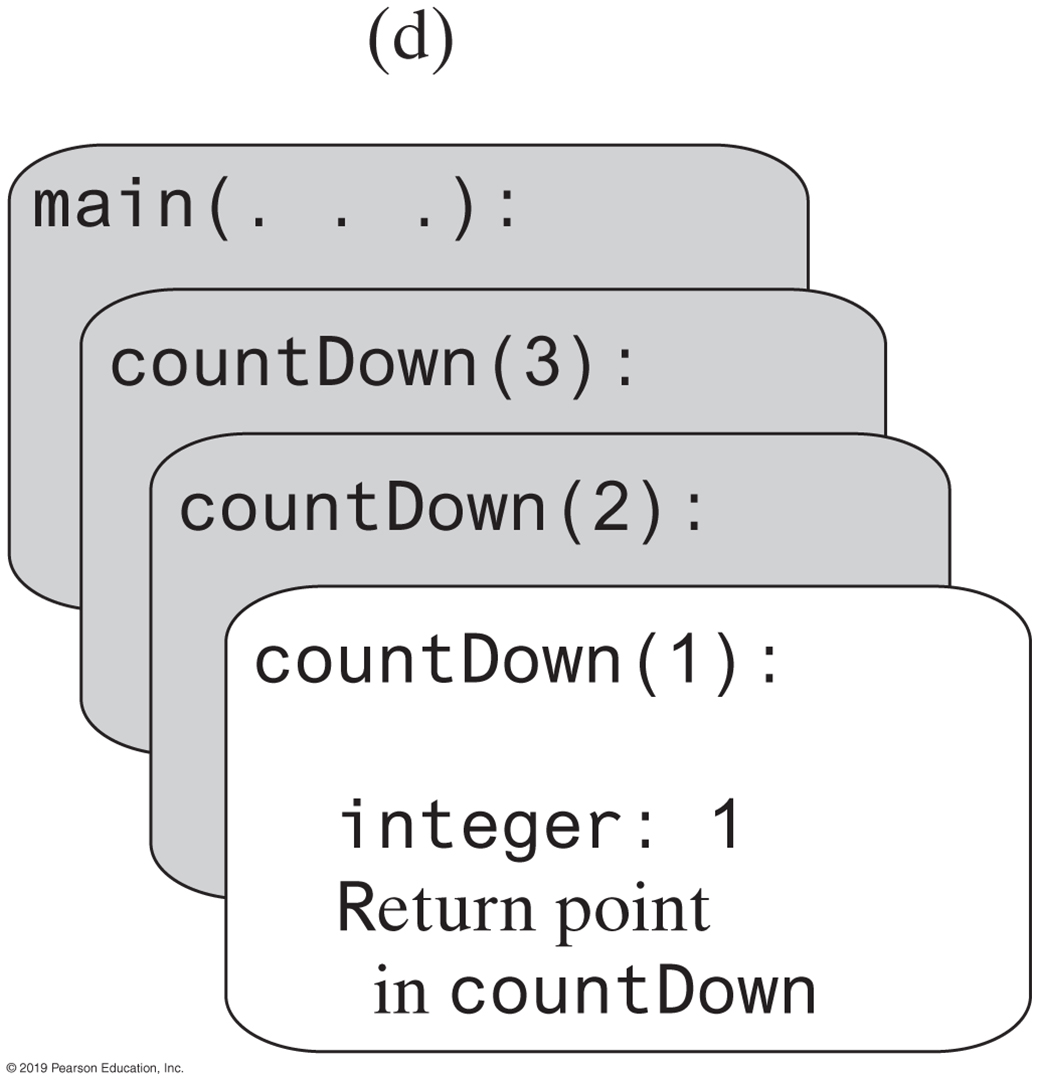 (d)
main(. . .):
countDown(3):
countDown(2):
countDown(1):
integer: 1
Return point
in countDown
© 2019 Pearson Education, Inc.